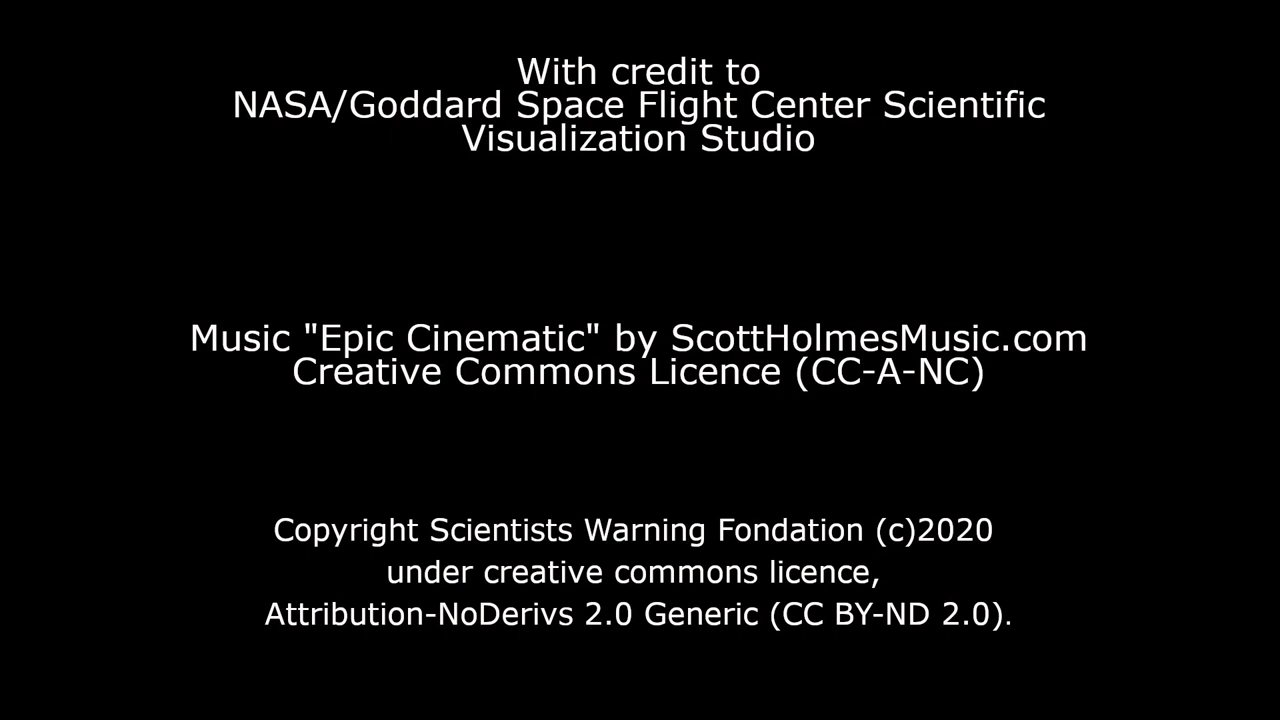 With credit to
NASA/Goddard Space Flight Center Scientific
Visualization Studio
Music "Epic Cinematic" by ScottHolmesMusic.com
Creative Commons Licence (CC-A-NC)
Copyright Scientists Warning Fondation (c)2020
under creative commons licence,
Attribution-NoDerivs 2.0 Generic (CC BY-ND 2.0).